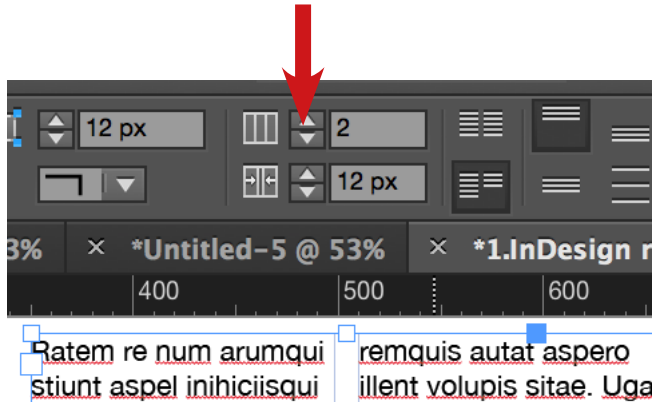 12 px
2
12 px
3% × *Untitled-5 @ 53% × *1.InDesign r
400 500 600
Ratem re num arumqui
stiunt aspel inihiciisqui
remquis autat aspero
illent volupis sitae. Uga